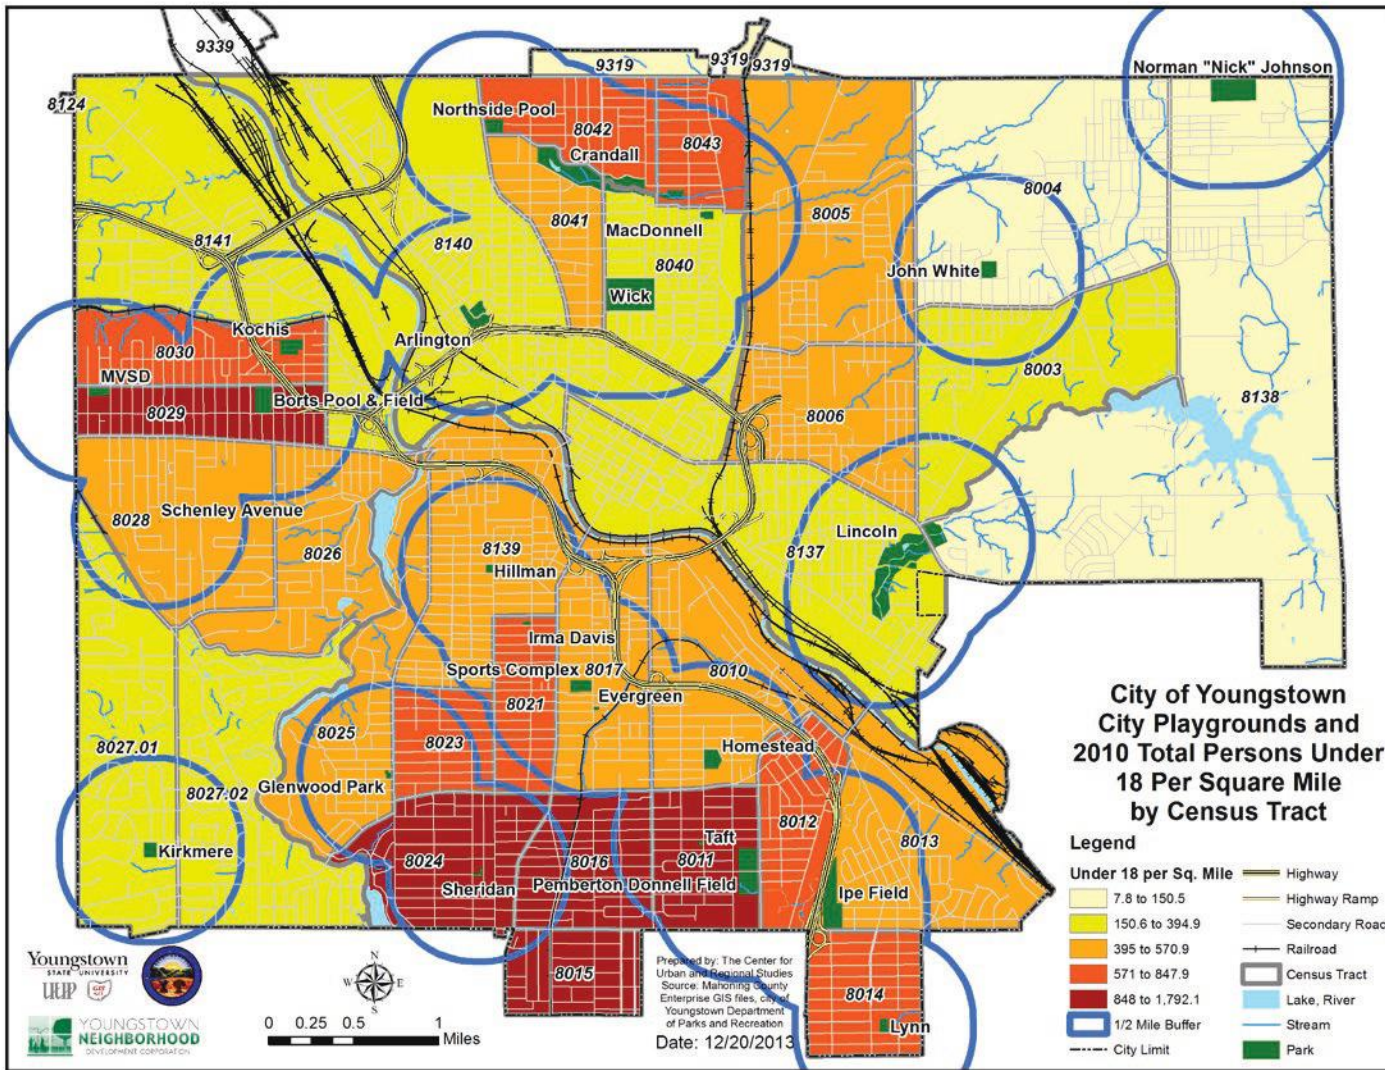 9339
9319
9319
9319
Norman "Nick" Johnson
8124
Northside Pool
8042
8043
Crandall
8004
8005
8041
MacDonnell
8141
8140
8040
John White
Wick
Kochis
Arlington
8030
MVSD
8003
8138
8029
Borts Pool & Field
8006
Schenley Avenue
8028
8026
8139
Hillman
Lincoln
8137
Irma Davis
Sports Complex
8017
8010
Evergreen
8021
8025
8023
Homestead
8027.01
8027.02
Glenwood Park
8012
8013
Taft
Kirkmere
8024
8016
8011
Sheridan
Pemberton
Donnell Field
Ipe Field
8015
8014
Lynn
City of Youngstown
City Playgrounds and
2010 Total Persons Under
18 Per Square Mile
by Census Tract
Legend
Under 18 per Sq. Mile
7.8 to 150.5
150.6 to 394.9
395 to 570.9
571 to 847.9
848 to 1,792.1
1/2 Mile Buffer
City Limit
Highway
Highway Ramp
Secondary Road
Railroad
Census Tract
Lake, River
Stream
Park
Youngstown
STATE UNIVERSITY
YOUNGSTOWN
NEIGHBORHOOD
DEVELOPMENT CORPORATION
N
W E
S
0 0.25 0.5 1
Miles
Prepared by: The Center for
Urban and Regional Studies
Source: Mahoning County
Enterprise GIS files, city of
Youngstown Department
of Parks and Recreation
Date: 12/20/2013